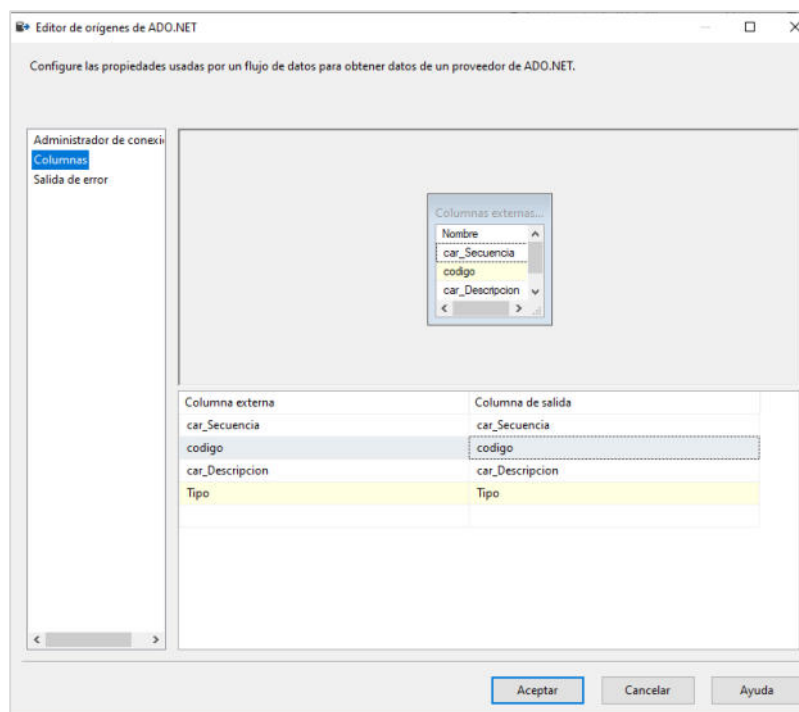 Editor de orígenes de ADO.NET
Configure las propiedades usadas por un flujo de datos para obtener datos de un proveedor de ADO.NET.
Administrador de conexi
Columnas
Salida de error
Columnas externas...
Nombre
car_Secuencia
codigo
car_Descripcion
Columna externa Columna de salida
car_Secuencia car_Secuencia
codigo codigo
car_Descripcion car_Descripcion
Tipo Tipo
Aceptar Cancelar Ayuda